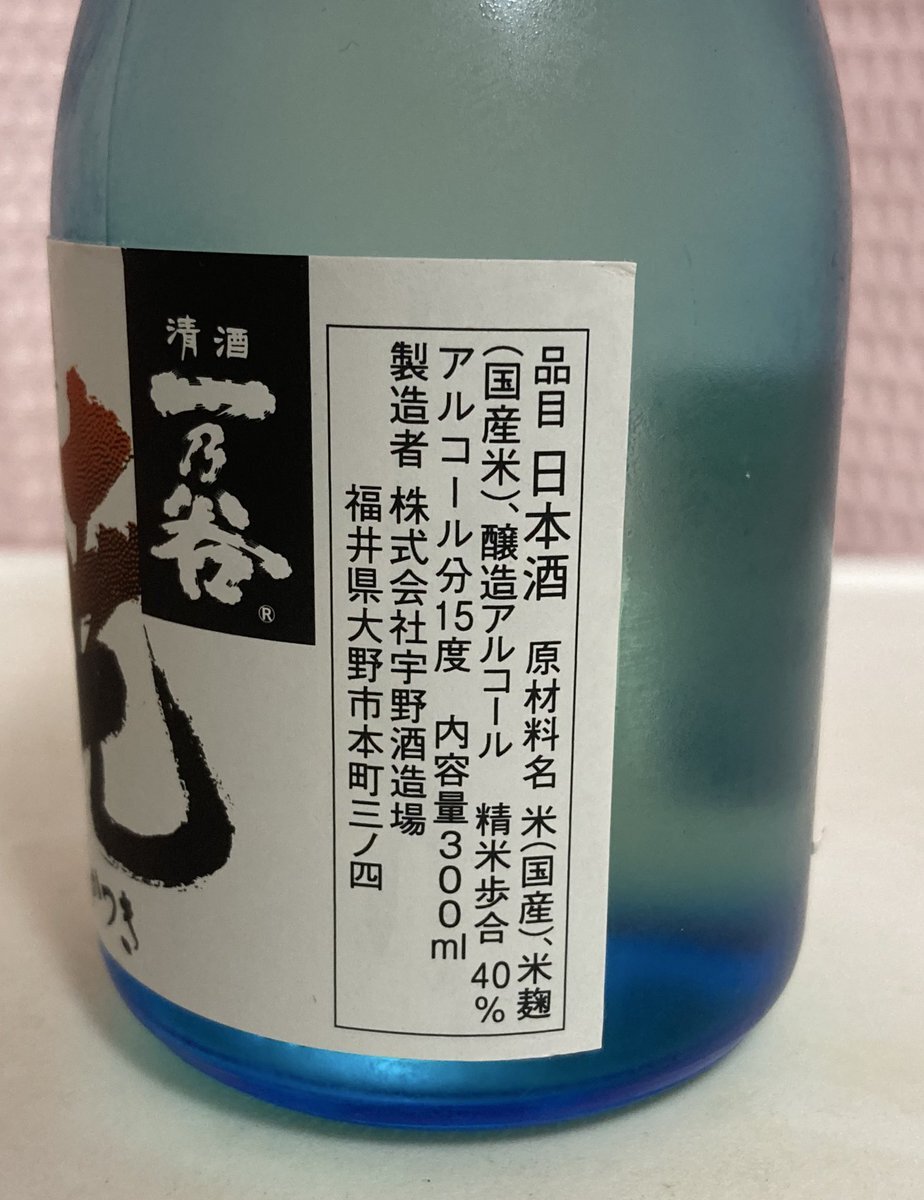 清酒
一乃谷
®
つき
品目 日本酒 原材料名 米(国産)、米麹
(国産米)、醸造アルコール 精米歩合 40%
アルコール分15度 内容量300ml
製造者 株式会社宇野酒造場
福井県大野市本町三ノ四